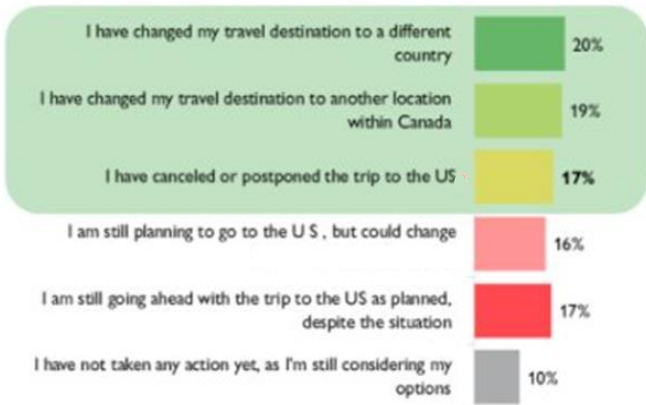 I have changed my travel destination to a different
country
20%
I have changed my travel destination to another location
within Canada
19%
I have canceled or postponed the trip to the US
17%
I am still planning to go to the U S , but could change
16%
I am still going ahead with the trip to the US as planned,
despite the situation
17%
I have not taken any action yet, as I'm still considering my
options
10%